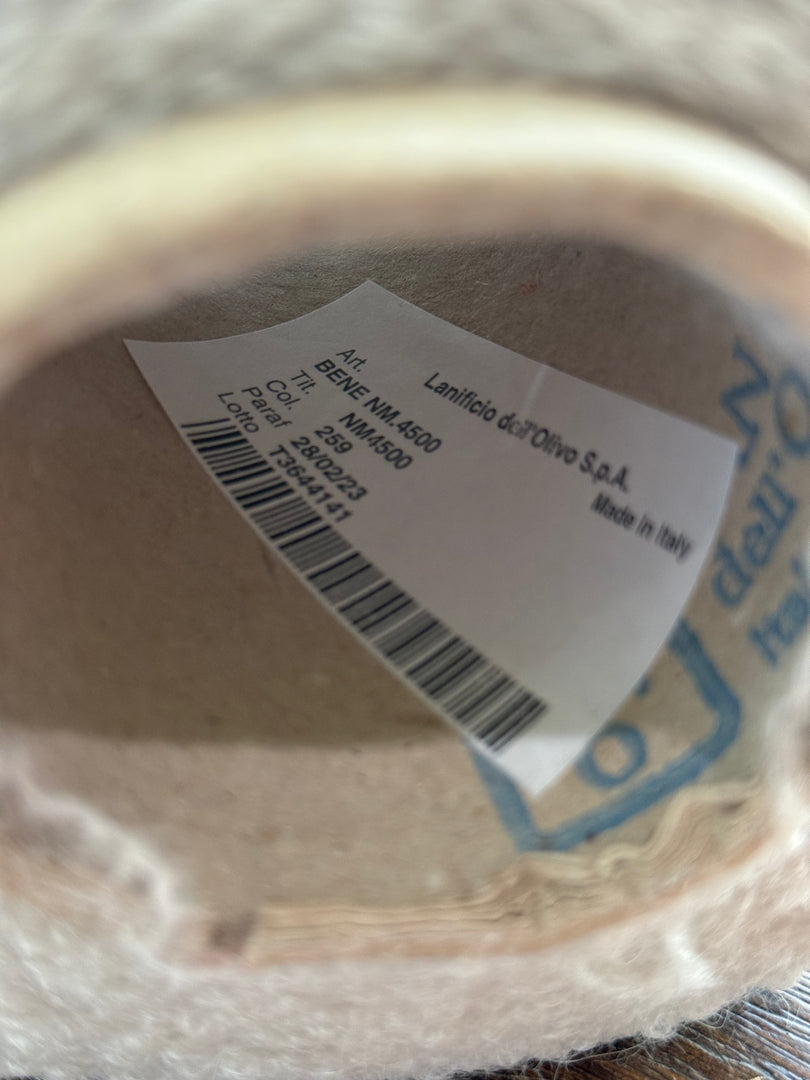 Lanificio dell'Olivo S.p.A.
Made in Italy
Art.
BENE NM.4500
Tit. NM4500
Col. 259
Paraf 28/02/23
Lotto T3644141
dell'O